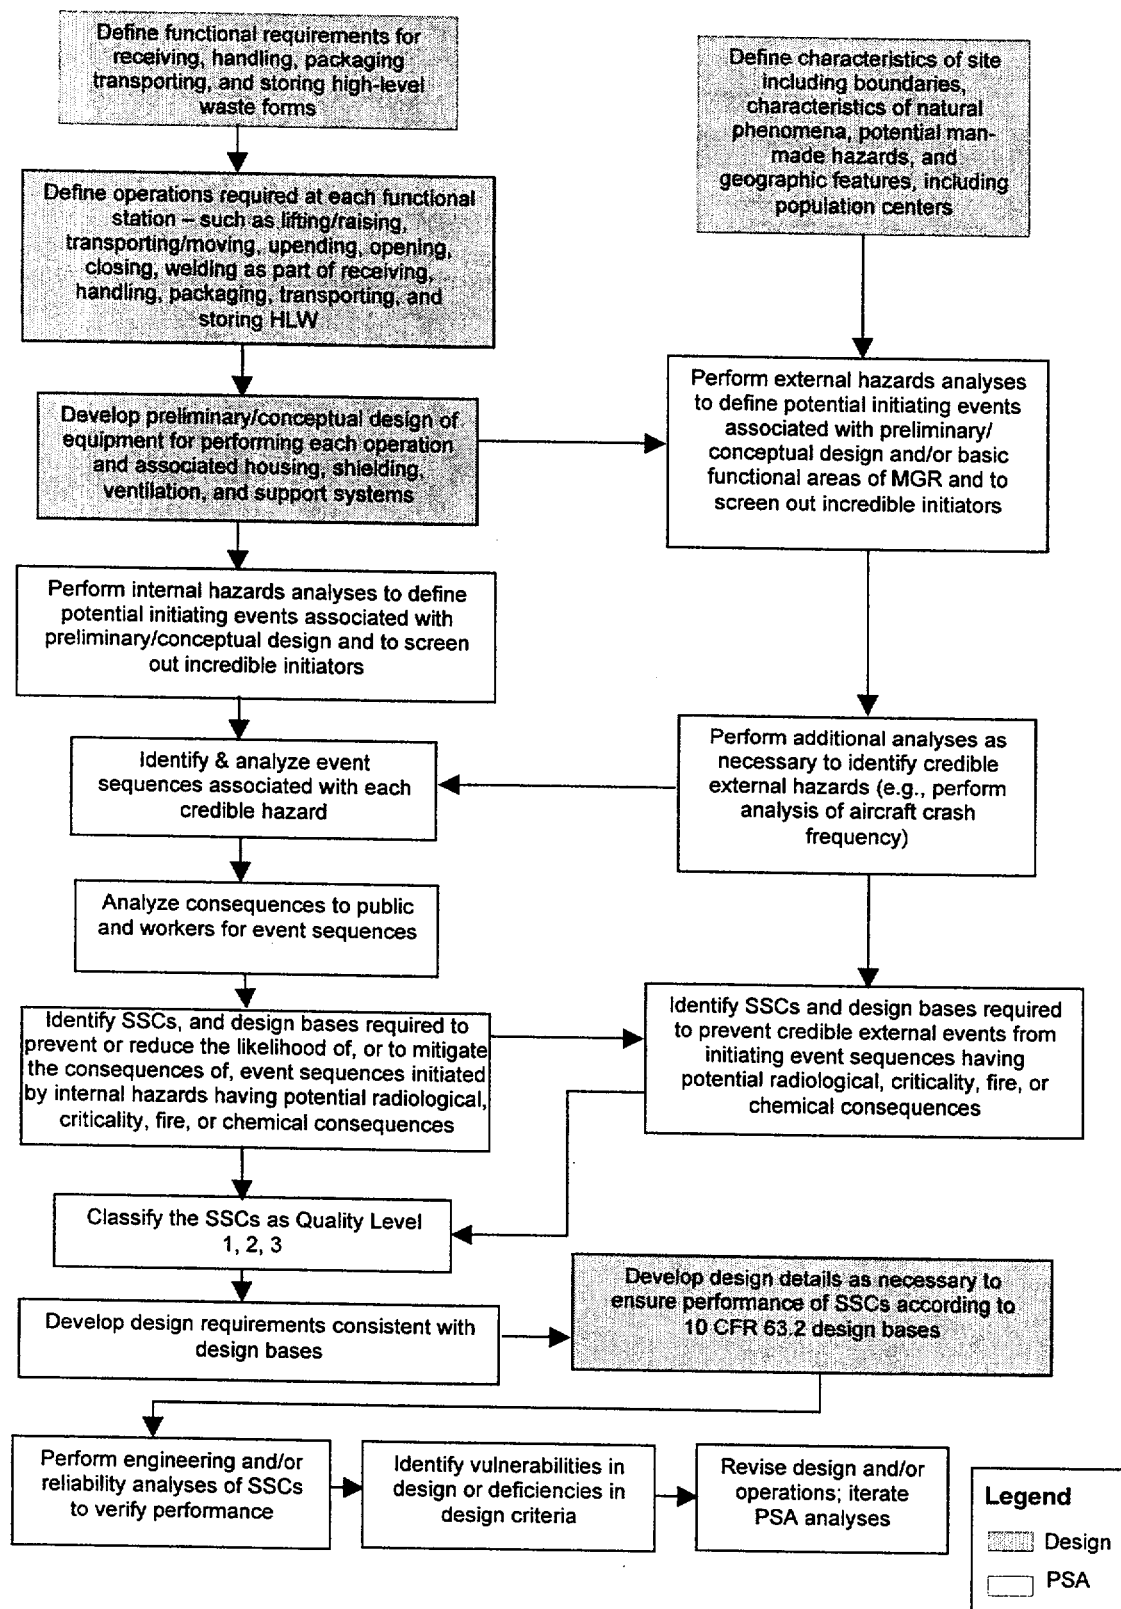 Define functional requirements for
receiving, handling, packaging
transporting, and storing high-level
waste forms
Define characteristics of site
including boundaries,
characteristics of natural
phenomena, potential man-
made hazards, and
geographic features, including
population centers
Define operations required at each functional
station – such as lifting/raising,
transporting/moving, upending, opening,
closing, welding as part of receiving,
handling, packaging, transporting, and
storing HLW
Perform external hazards analyses
to define potential initiating events
associated with preliminary/
conceptual design and/or basic
functional areas of MGR and to
screen out incredible initiators
Develop preliminary/conceptual design of
equipment for performing each operation
and associated housing, shielding,
ventilation, and support systems
Perform internal hazards analyses to define
potential initiating events associated with
preliminary/conceptual design and to screen
out incredible initiators
Identify & analyze event
sequences associated with each
credible hazard
Perform additional analyses as
necessary to identify credible
external hazards (e.g., perform
analysis of aircraft crash
frequency)
Analyze consequences to public
and workers for event sequences
Identify SSCs, and design bases required to
prevent or reduce the likelihood of, or to mitigate
the consequences of, event sequences initiated
by internal hazards having potential radiological,
criticality, fire, or chemical consequences
Identify SSCs and design bases required
to prevent credible external events from
initiating event sequences having
potential radiological, criticality, fire, or
chemical consequences
Classify the SSCs as Quality Level
1, 2, 3
Develop design requirements consistent with
design bases
Develop design details as necessary to
ensure performance of SSCs according to
10 CFR 63.2 design bases
Perform engineering and/or
reliability analyses of SSCs
to verify performance
Identify vulnerabilities in
design or deficiencies in
design criteria
Revise design and/or
operations; iterate
PSA analyses
Legend
Design
PSA